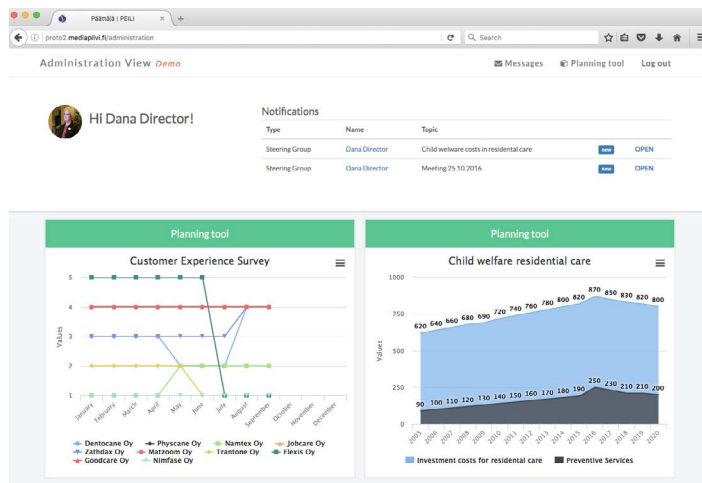 Päättäjä | PEILI
proto2.mediapilvi.fi/administration
Search
Administration View Demo
Messages
Planning tool
Log out
Hi Dana Director!
Notifications
Type Name Topic
Steering Group Dana Director Child welware costs in residental care new OPEN
Steering Group Dana Director Meeting 25.10.2016 new OPEN
Planning tool
Customer Experience Survey
5
4
3
2
1
Values
January February March April May June July August September October November December
Dentocane Oy Physcane Oy Namtex Oy Jobcare Oy
Zathdax Oy Matzoom Oy Trantone Oy Flexis Oy
Goodcare Oy Nimfase Oy
Planning tool
Child welfare residential care
1000
750
500
250
0
Values
620 640 660 680 690 720 740 760 780 800 820 870 850 830 820 800
90 100 110 120 130 140 150 160 170 180 190 250 230 210 210 200
2005 2006 2007 2008 2009 2010 2011 2012 2013 2014 2015 2016 2017 2018 2019 2020
Investment costs for residental care Preventive Services